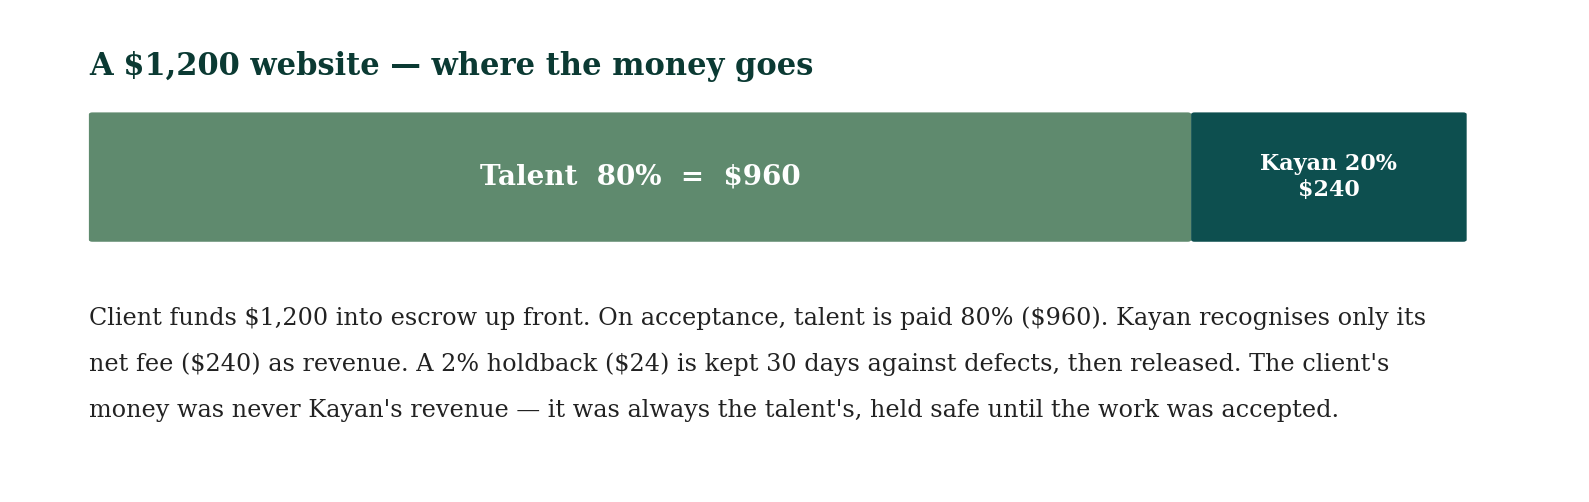 A $1,200 website — where the money goes
Talent 80% = $960
Kayan 20%
$240
Client funds $1,200 into escrow up front. On acceptance, talent is paid 80% ($960). Kayan recognises only its
net fee ($240) as revenue. A 2% holdback ($24) is kept 30 days against defects, then released. The client's
money was never Kayan's revenue — it was always the talent's, held safe until the work was accepted.